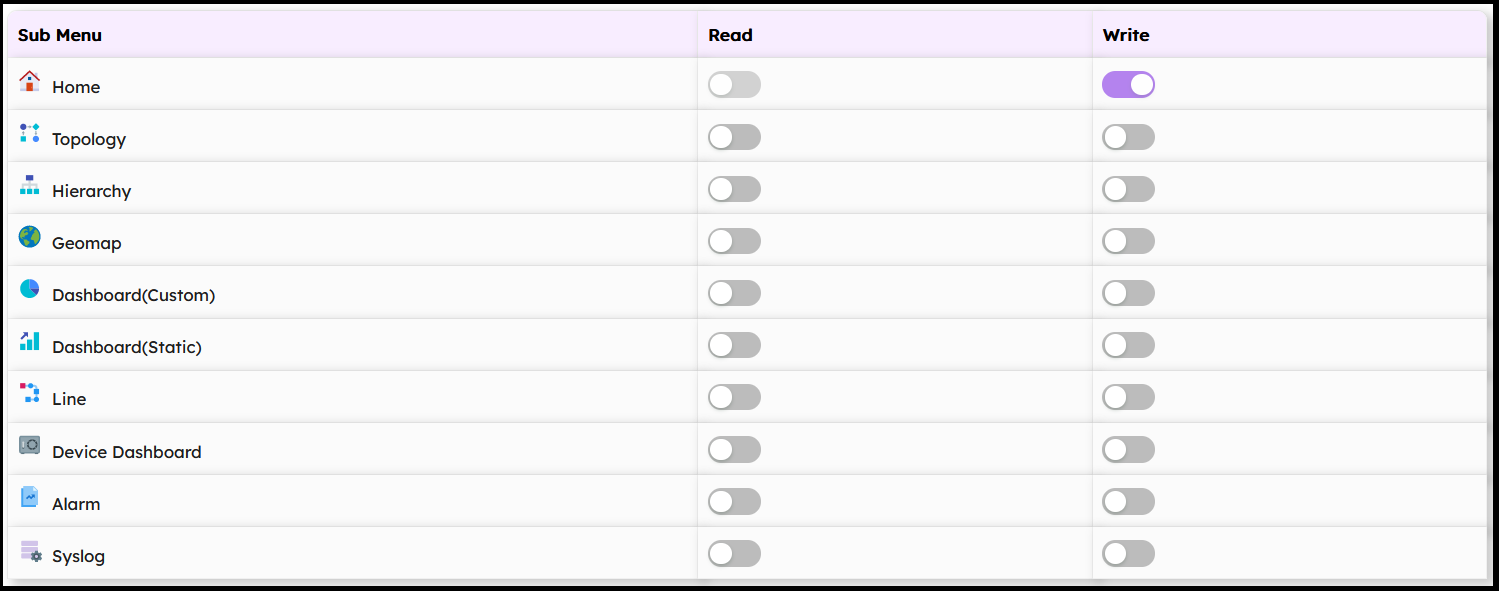 Sub Menu Read Write
Home
Topology
Hierarchy
Geomap
Dashboard(Custom)
Dashboard(Static)
Line
Device Dashboard
Alarm
Syslog